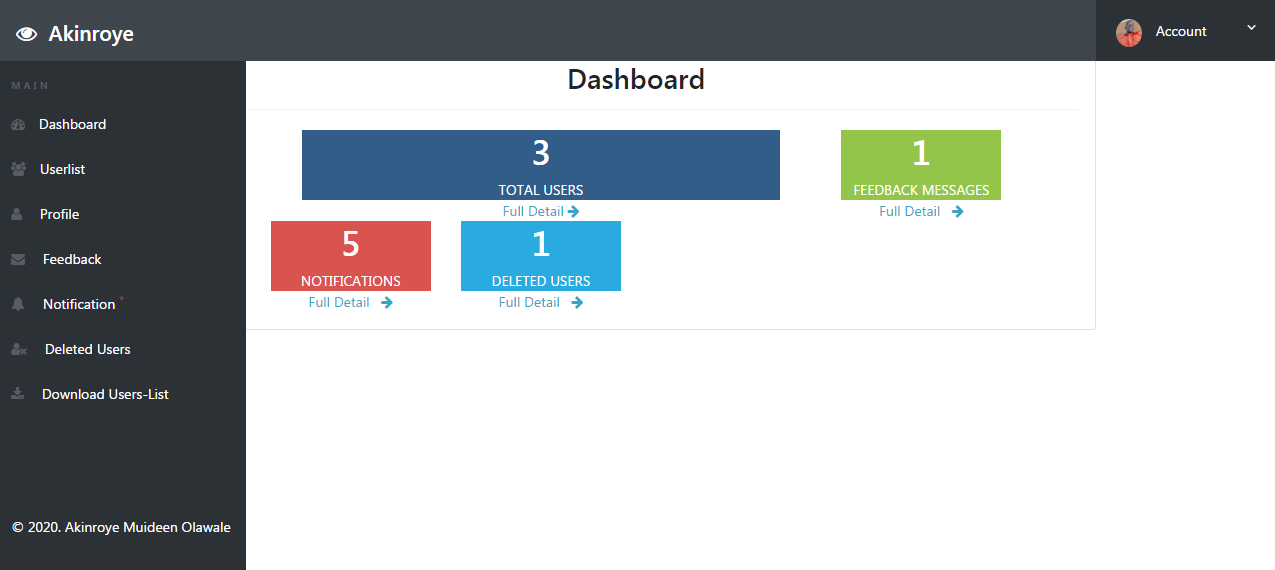 Akinroye
Account
MAIN
Dashboard
Userlist
Profile
Feedback
Notification *
Deleted Users
Download Users-List
© 2020. Akinroye Muideen Olawale
Dashboard
3
TOTAL USERS
Full Detail
1
FEEDBACK MESSAGES
Full Detail
5
NOTIFICATIONS
Full Detail
1
DELETED USERS
Full Detail